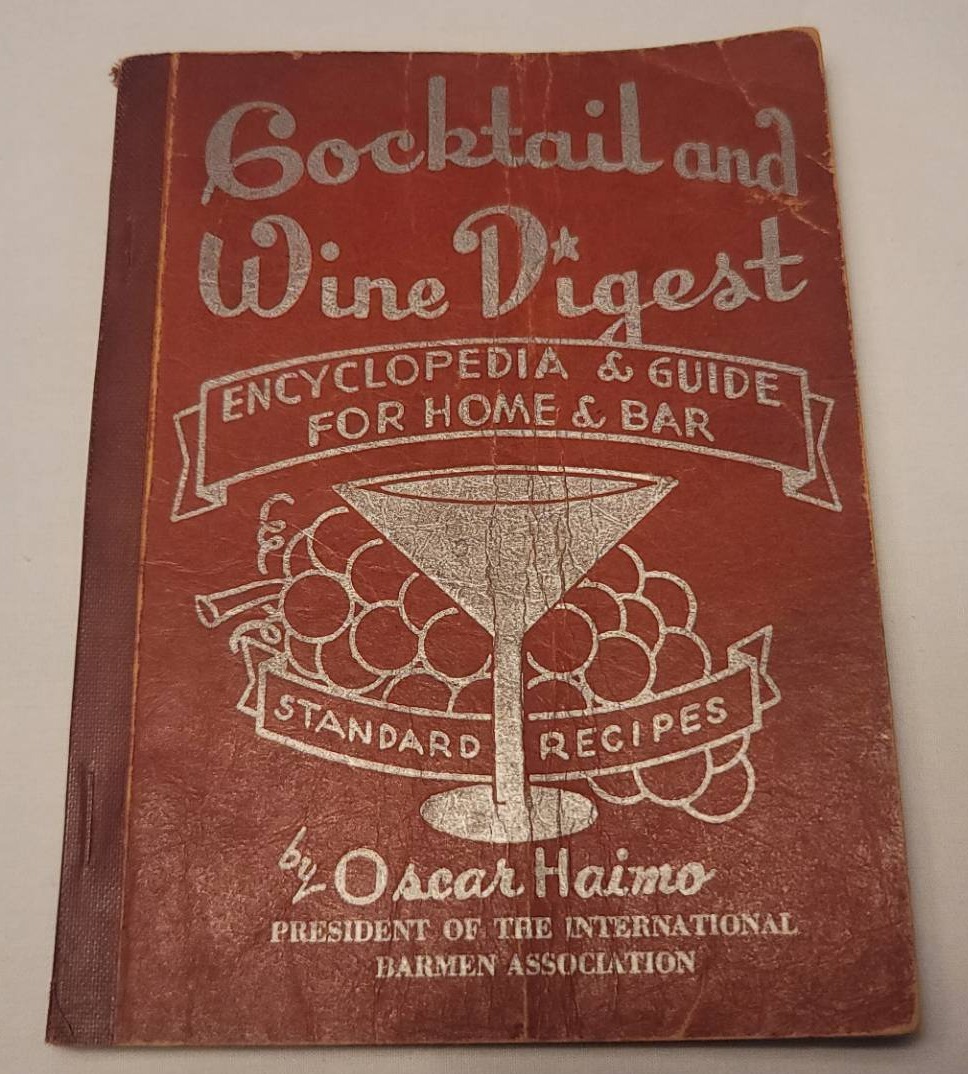 Cocktail and
Wine Digest
ENCYCLOPEDIA & GUIDE
FOR HOME & BAR
STANDARD RECIPES
by Oscar Haimo
PRESIDENT OF THE INTERNATIONAL
BARMEN ASSOCIATION